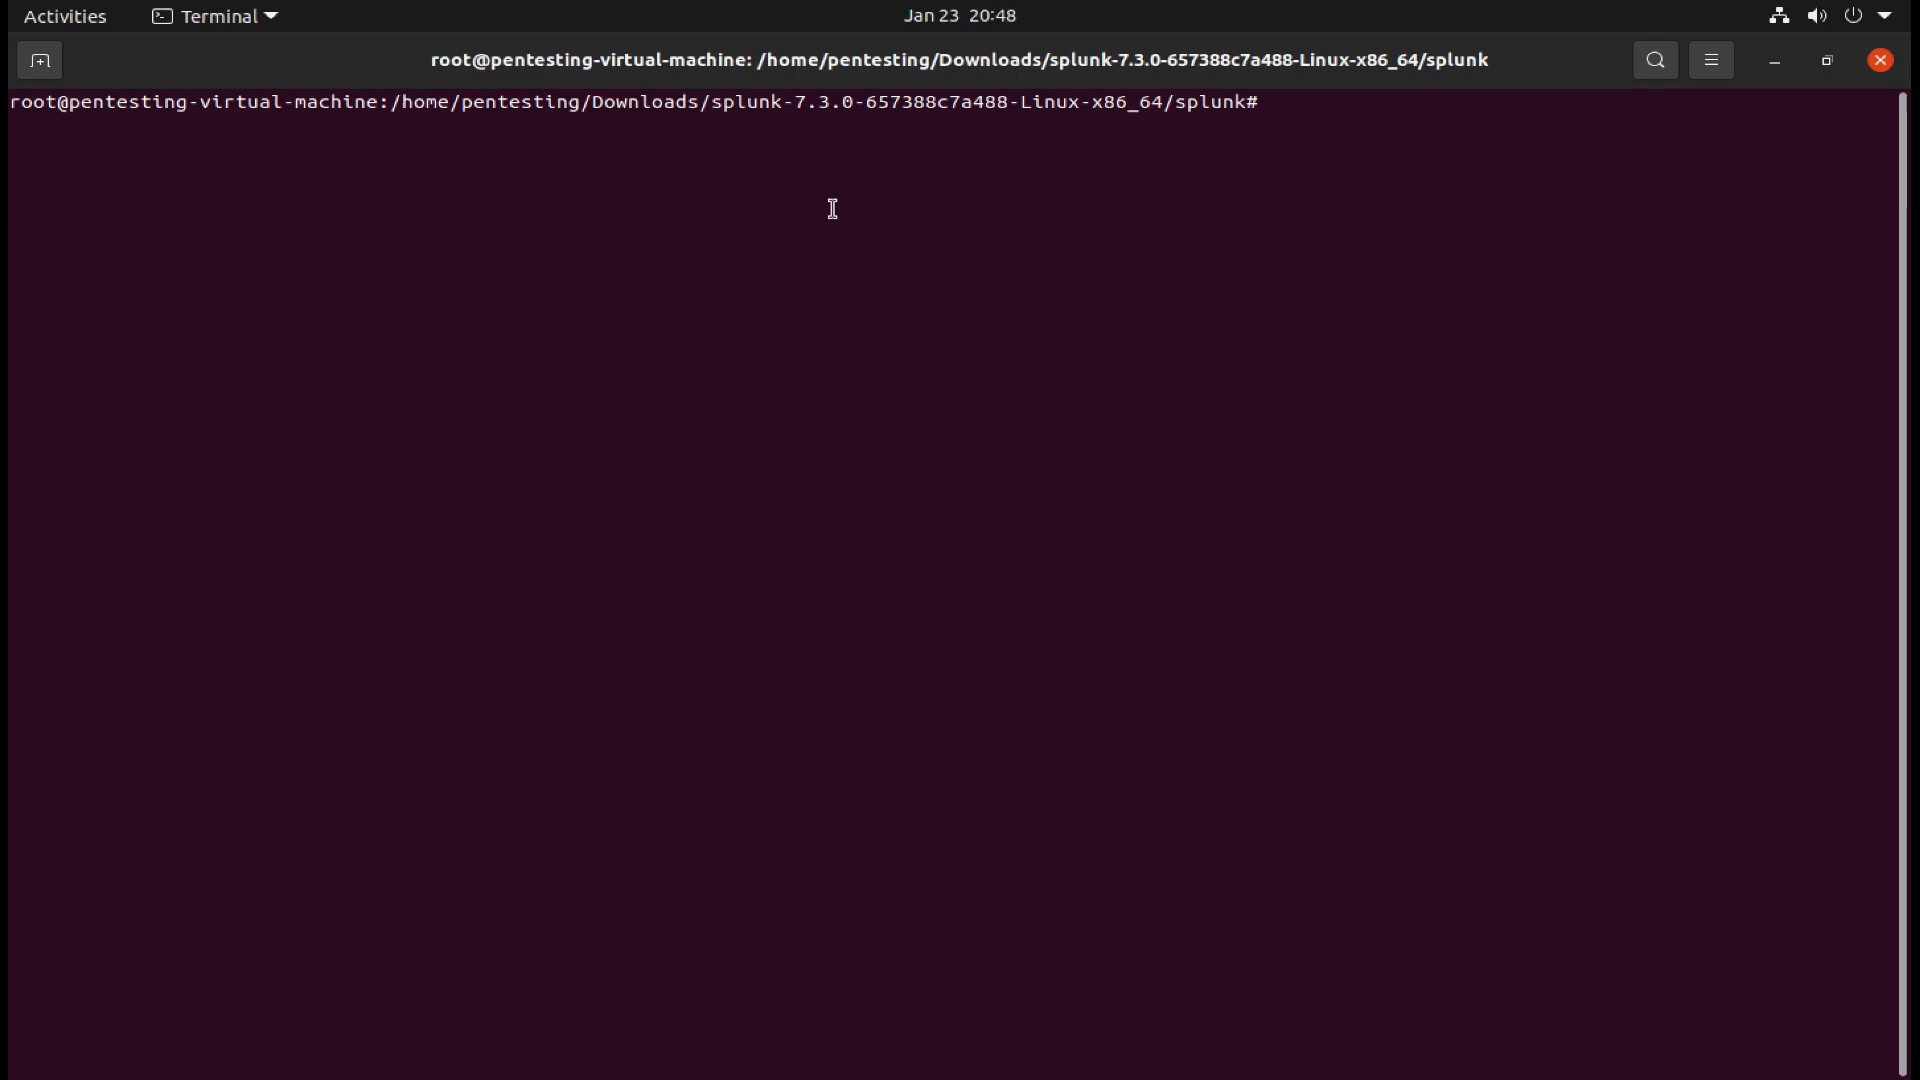 Activities Terminal Jan 23 20:48
root@pentesting-virtual-machine: /home/pentesting/Downloads/splunk-7.3.0-657388c7a488-Linux-x86_64/splunk
root@pentesting-virtual-machine:/home/pentesting/Downloads/splunk-7.3.0-657388c7a488-Linux-x86_64/splunk#